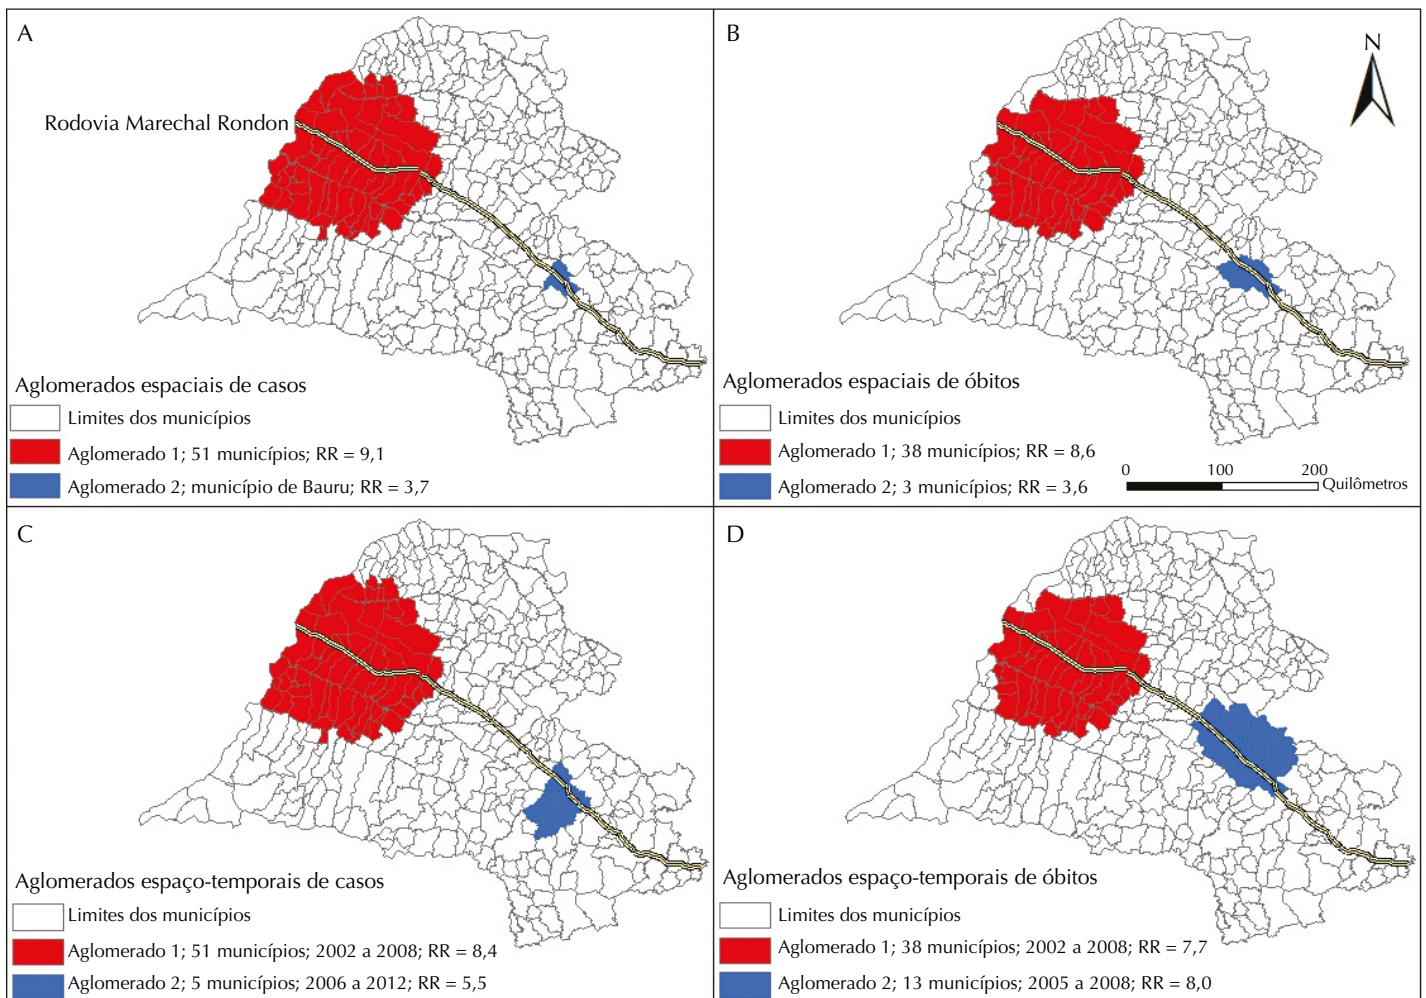 A
Rodovia Marechal Rondon
Aglomerados espaciais de casos
Limites dos municípios
Aglomerado 1; 51 municípios; RR = 9,1
Aglomerado 2; município de Bauru; RR = 3,7
B
N
Aglomerados espaciais de óbitos
Limites dos municípios
Aglomerado 1; 38 municípios; RR = 8,6
Aglomerado 2; 3 municípios; RR = 3,6
0 100 200
Quilômetros
C
Aglomerados espaço-temporais de casos
Limites dos municípios
Aglomerado 1; 51 municípios; 2002 a 2008; RR = 8,4
Aglomerado 2; 5 municípios; 2006 a 2012; RR = 5,5
D
Aglomerados espaço-temporais de óbitos
Limites dos municípios
Aglomerado 1; 38 municípios; 2002 a 2008; RR = 7,7
Aglomerado 2; 13 municípios; 2005 a 2008; RR = 8,0